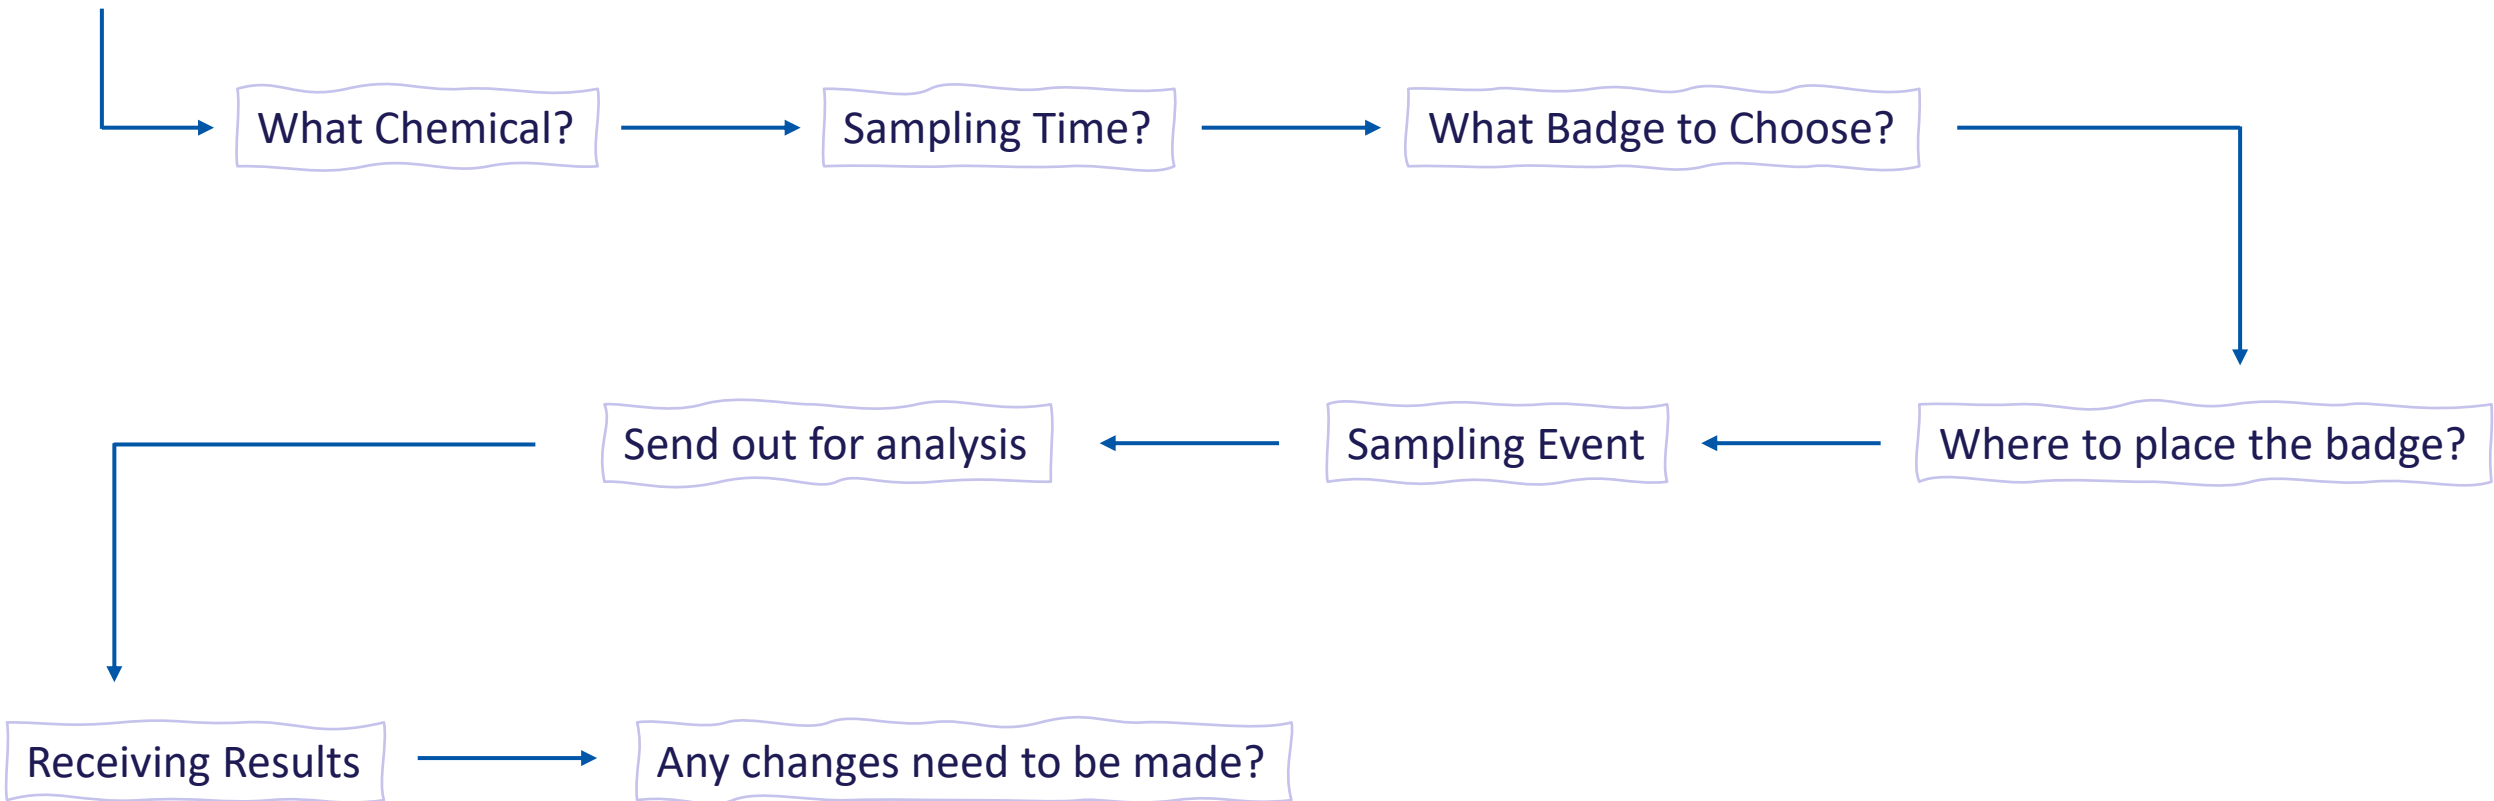 What Chemical?
Sampling Time?
What Badge to Choose?
Where to place the badge?
Sampling Event
Send out for analysis
Receiving Results
Any changes need to be made?